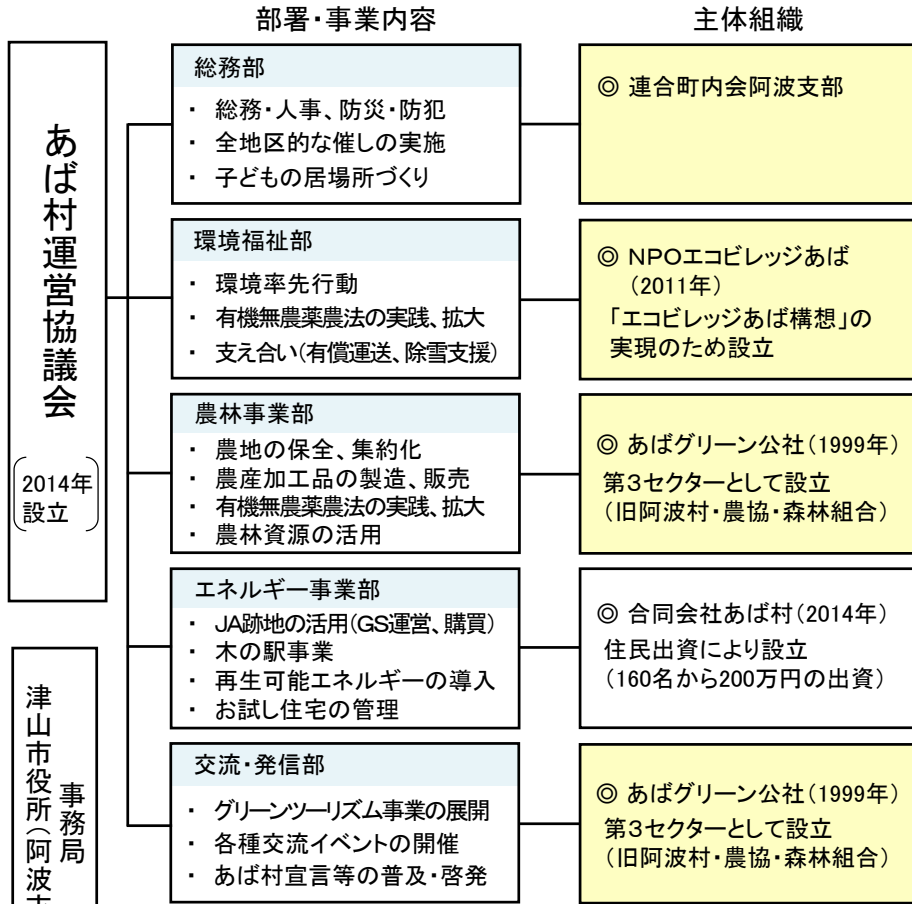 部署・事業内容
主体組織
あば村運営協議会
2014年
設立
事務局
津山市役所(阿波
総務部
・ 総務・人事、防災・防犯
・ 全地区的な催しの実施
・ 子どもの居場所づくり
◎ 連合町内会阿波支部
環境福祉部
・ 環境率先行動
・ 有機無農薬農法の実践、拡大
・ 支え合い(有償運送、除雪支援)
◎ NPOエコビレッジあば
(2011年)
「エコビレッジあば構想」の
実現のため設立
農林事業部
・ 農地の保全、集約化
・ 農産加工品の製造、販売
・ 有機無農薬農法の実践、拡大
・ 農林資源の活用
◎ あばグリーン公社(1999年)
第3セクターとして設立
(旧阿波村・農協・森林組合)
エネルギー事業部
・ JA跡地の活用(GS運営、購買)
・ 木の駅事業
・ 再生可能エネルギーの導入
・ お試し住宅の管理
◎ 合同会社あば村(2014年)
住民出資により設立
(160名から200万円の出資)
交流・発信部
・ グリーンツーリズム事業の展開
・ 各種交流イベントの開催
・ あば村宣言等の普及・啓発
◎ あばグリーン公社(1999年)
第3セクターとして設立
(旧阿波村・農協・森林組合)